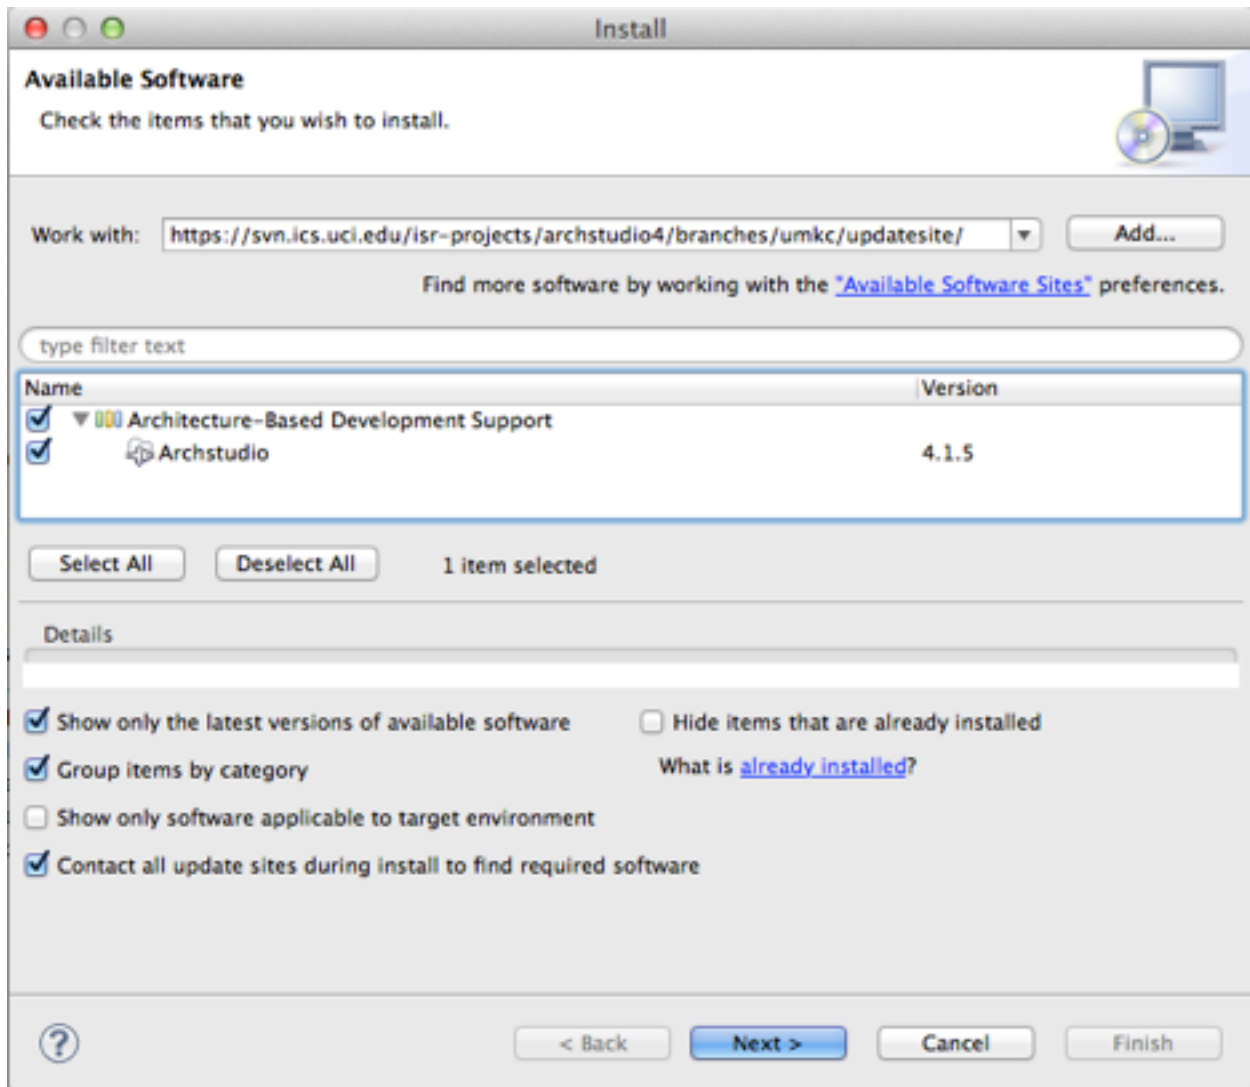 Install
Available Software
Check the items that you wish to install.
Work with: https://svn.ics.uci.edu/isr-projects/archstudio4/branches/umkc/updatesite/ Add...
Find more software by working with the "Available Software Sites" preferences.
type filter text
Name Version
Architecture-Based Development Support
Archstudio 4.1.5
Select All Deselect All 1 item selected
Details
Show only the latest versions of available software Hide items that are already installed
Group items by category What is already installed?
Show only software applicable to target environment
Contact all update sites during install to find required software
? < Back Next > Cancel Finish